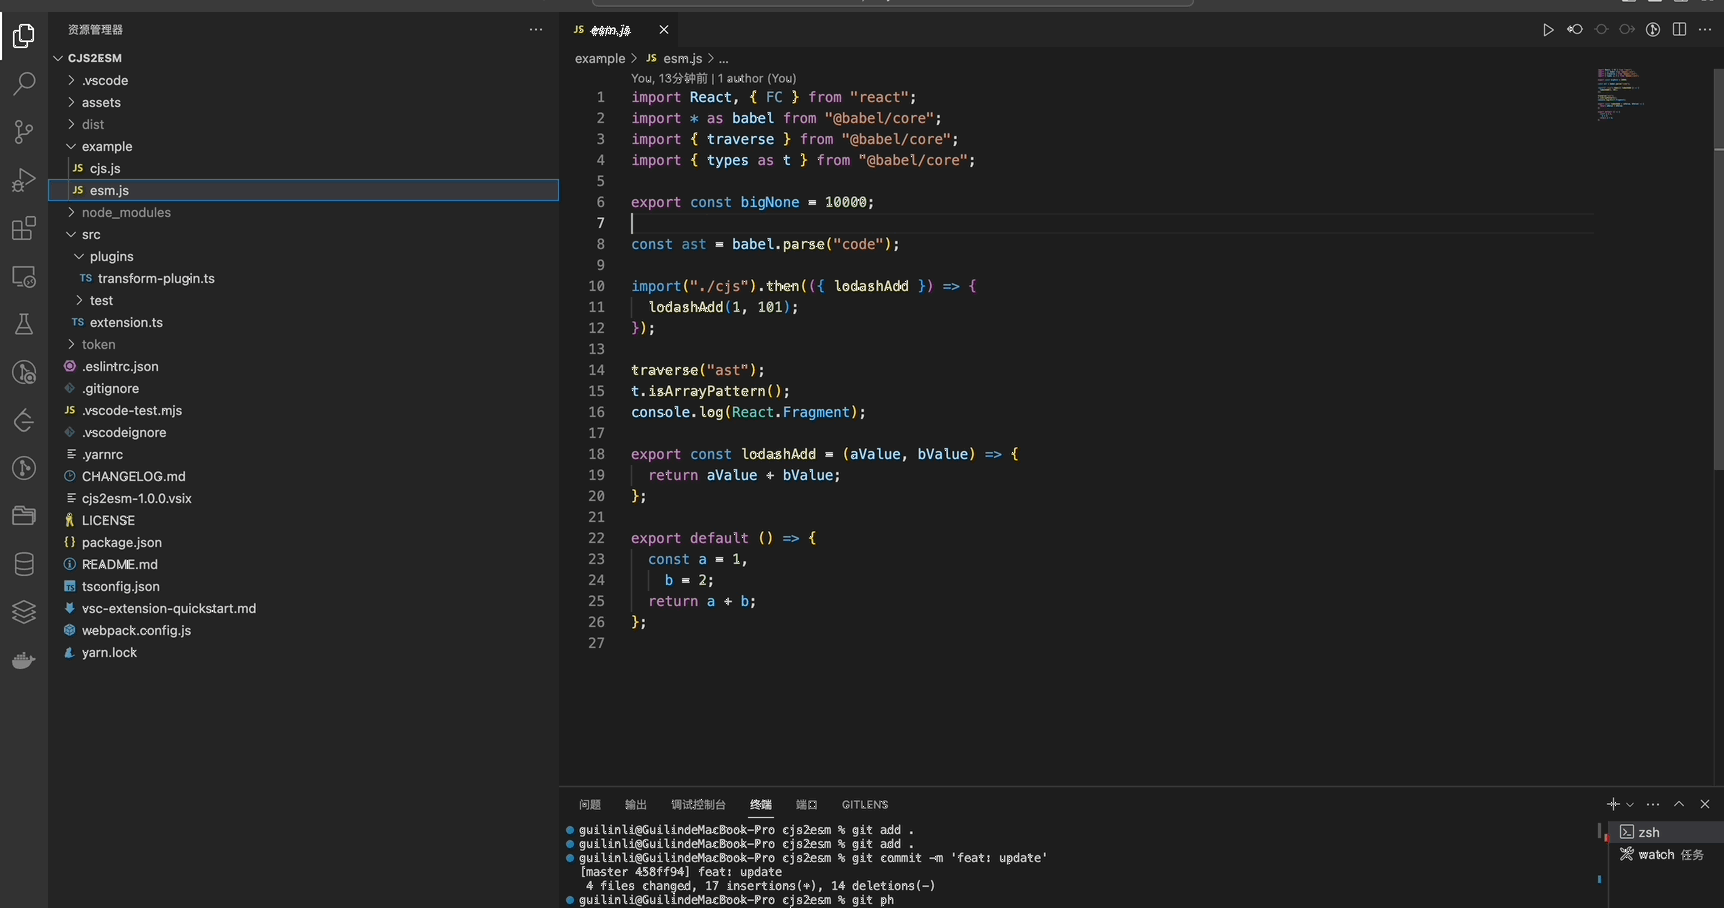 资源管理器
CJS2ESM
.vscode
assets
dist
example
JS cjs.js
JS esm.js
node_modules
src
plugins
TS transform-plugin.ts
test
TS extension.ts
token
.eslintrc.json
.gitignore
JS .vscode-test.mjs
.vscodeignore
.yarnrc
CHANGELOG.md
cjs2esm-1.0.0.vsix
LICENSE
{} package.json
README.md
TS tsconfig.json
vsc-extension-quickstart.md
webpack.config.js
yarn.lock
JS esm.js
example > JS esm.js > ...
You, 13分钟前 | 1 author (You)
1 import React, { FC } from "react";
2 import * as babel from "@babel/core";
3 import { traverse } from "@babel/core";
4 import { types as t } from "@babel/core";
5
6 export const bigNone = 10000;
7
8 const ast = babel.parse("code");
9
10 import("./cjs").then(({ lodashAdd }) => {
11   lodashAdd(1, 101);
12 });
13
14 traverse("ast");
15 t.isArrayPattern();
16 console.log(React.Fragment);
17
18 export const lodashAdd = (aValue, bValue) => {
19   return aValue + bValue;
20 };
21
22 export default () => {
23   const a = 1,
24     b = 2;
25   return a + b;
26 };
27
问题 输出 调试控制台 终端 端口 GITLENS
guilinli@GuilindeMacBook-Pro cjs2esm % git add .
guilinli@GuilindeMacBook-Pro cjs2esm % git add .
guilinli@GuilindeMacBook-Pro cjs2esm % git commit -m 'feat: update'
[master 458ff94] feat: update
4 files changed, 17 insertions(+), 14 deletions(-)
guilinli@GuilindeMacBook-Pro cjs2esm % git ph
zsh
watch 任务